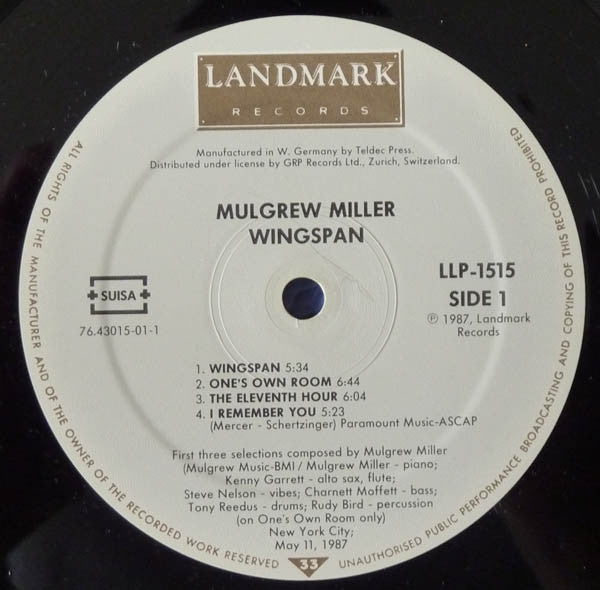 LANDMARK
RECORDS
Manufactured in W. Germany by Teldec Press.
Distributed under license by GRP Records Ltd., Zurich, Switzerland.
MULGREW MILLER
WINGSPAN
SUISA
76.43015-01-1
LLP-1515
SIDE 1
℗ 1987, Landmark
Records
1. WINGSPAN 5:34
2. ONE'S OWN ROOM 6:44
3. THE ELEVENTH HOUR 6:04
4. I REMEMBER YOU 5:23
(Mercer - Schertzinger) Paramount Music-ASCAP
First three selections composed by Mulgrew Miller
(Mulgrew Music-BMI / Mulgrew Miller - piano;
Kenny Garrett - alto sax, flute;
Steve Nelson - vibes; Charnett Moffett - bass;
Tony Reedus - drums; Rudy Bird - percussion
(on One's Own Room only)
New York City;
May 11, 1987
33
ALL RIGHTS OF THE MANUFACTURER AND OF THE OWNER OF THE RECORDED WORK RESERVED
UNAUTHORISED PUBLIC PERFORMANCE BROADCASTING AND COPYING OF THIS RECORD PROHIBITED